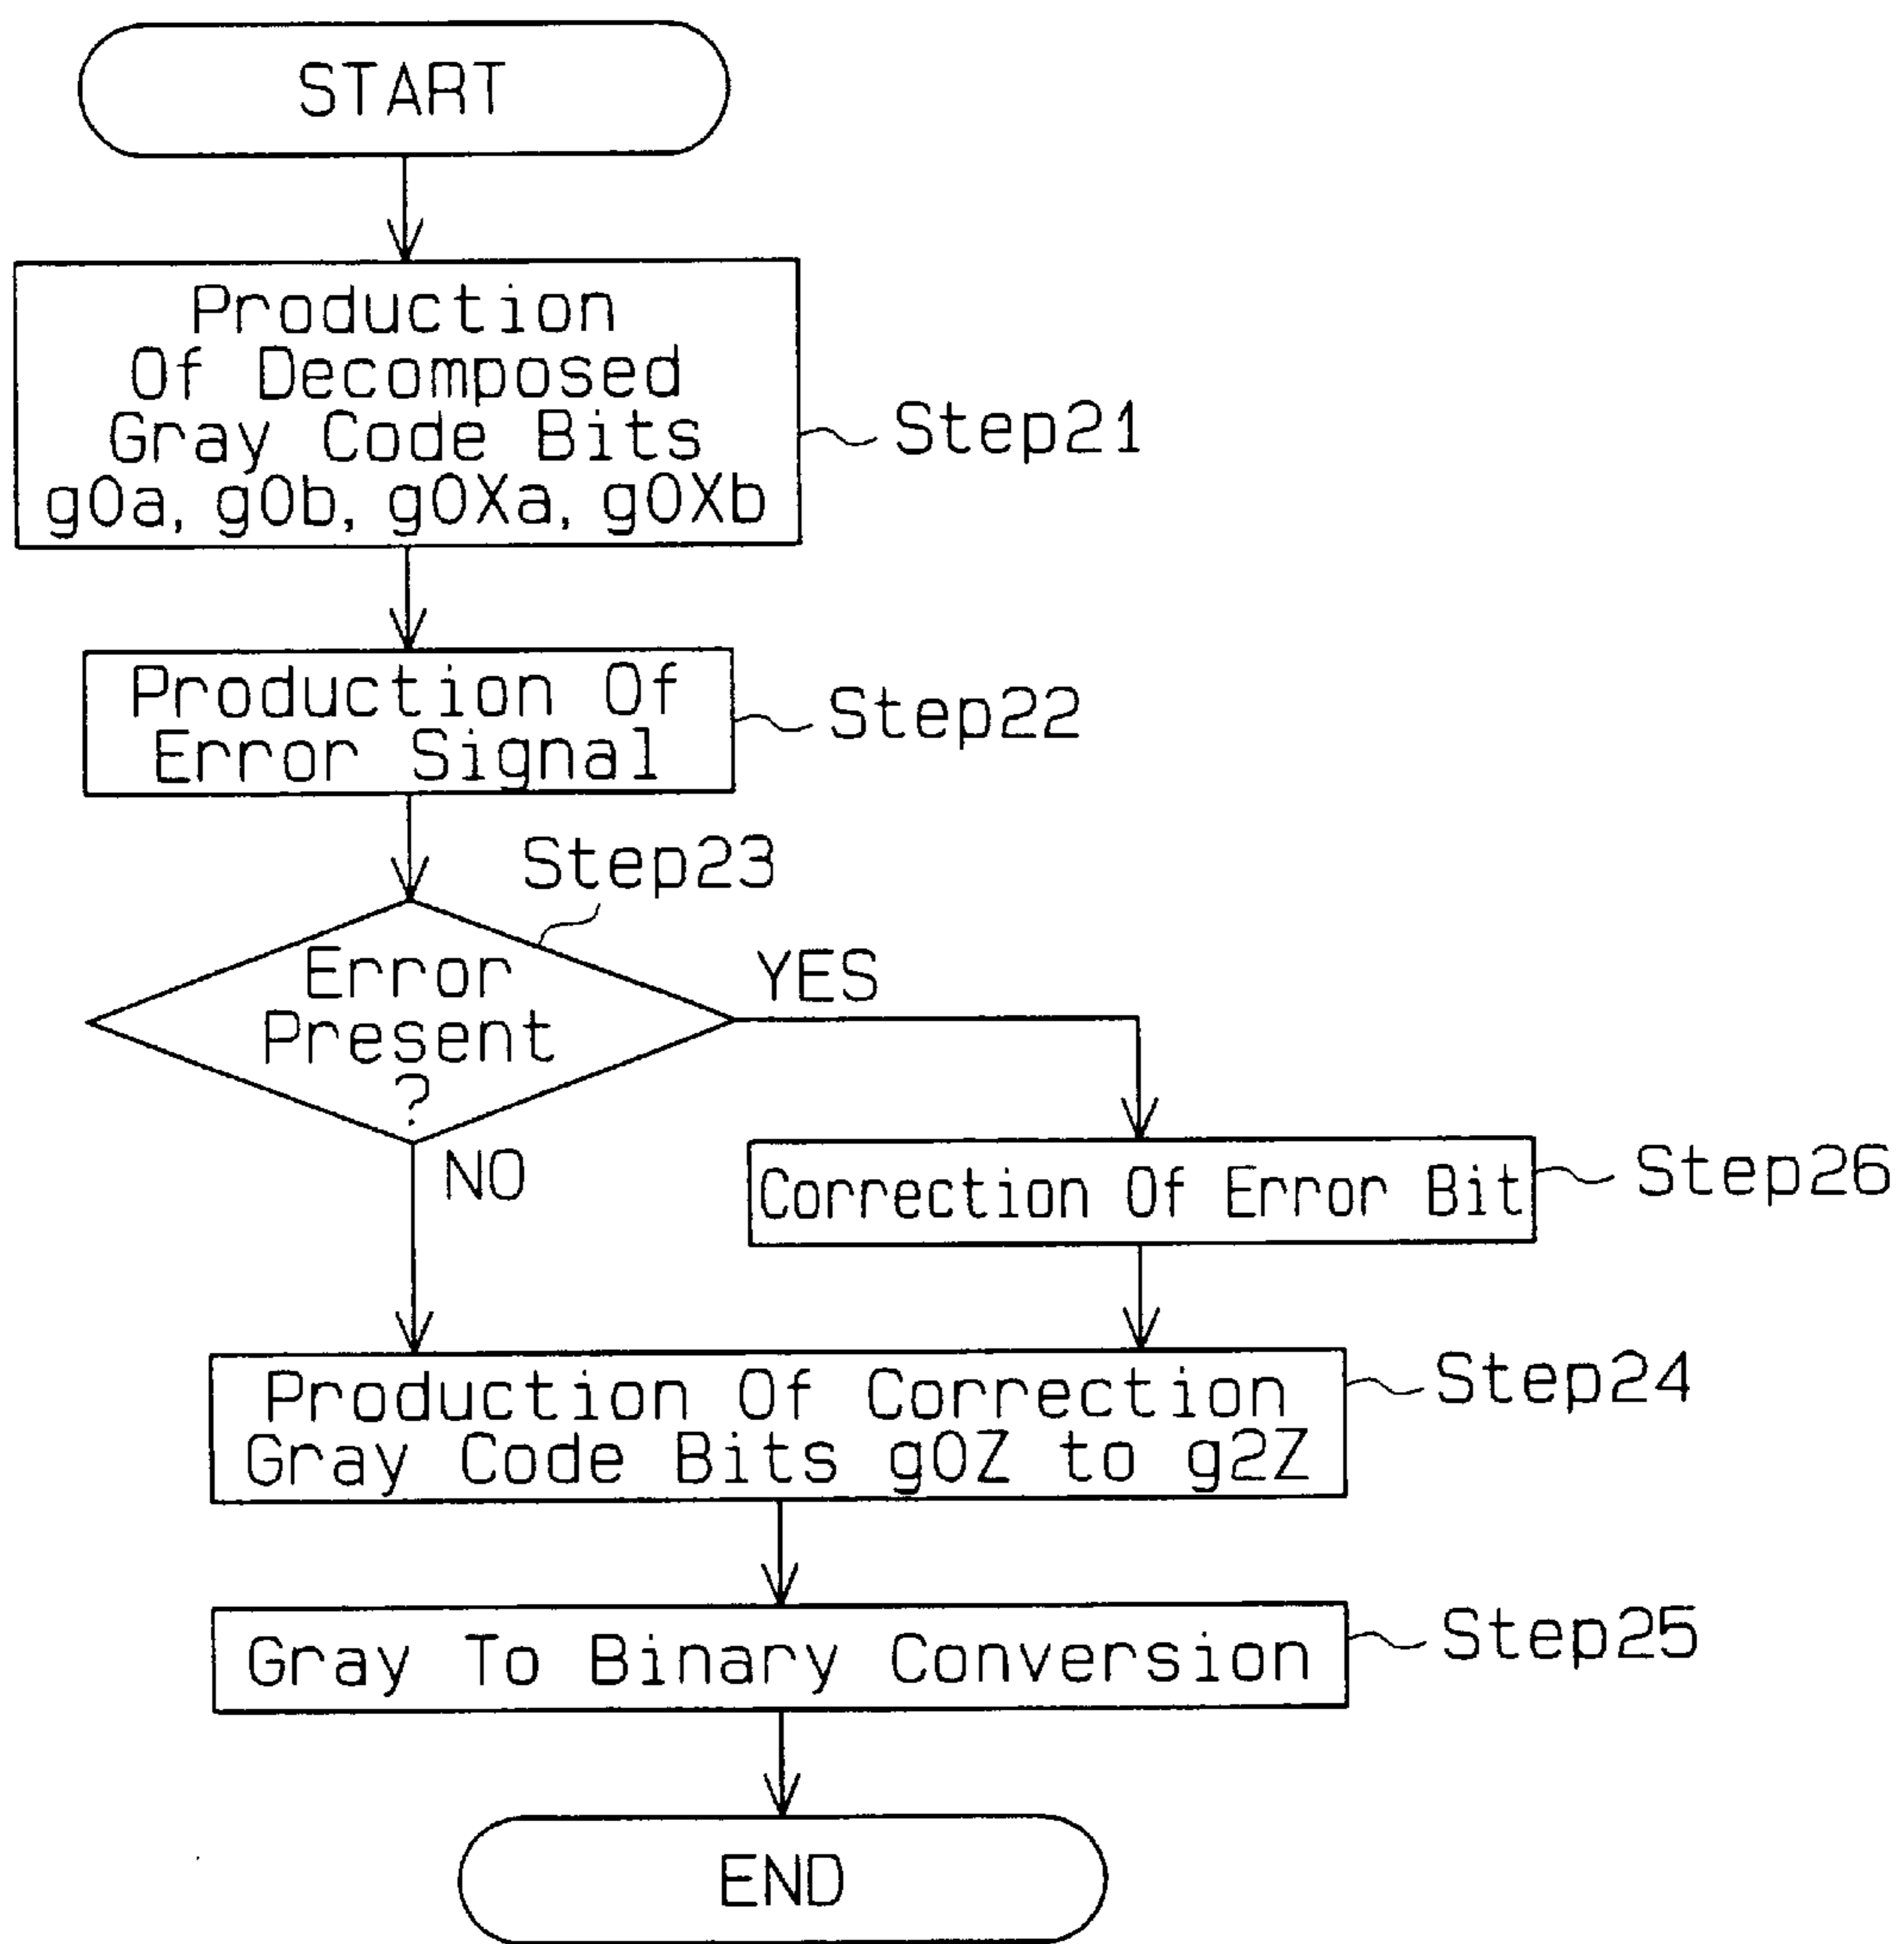 START
Production
Of Decomposed
Gray Code Bits
g0a, g0b, g0Xa, g0Xb
Step21
Production Of
Error Signal
Step22
Step23
Error
Present
?
YES
NO
Correction Of Error Bit
Step26
Production Of Correction
Gray Code Bits g0Z to g2Z
Step24
Gray To Binary Conversion
Step25
END